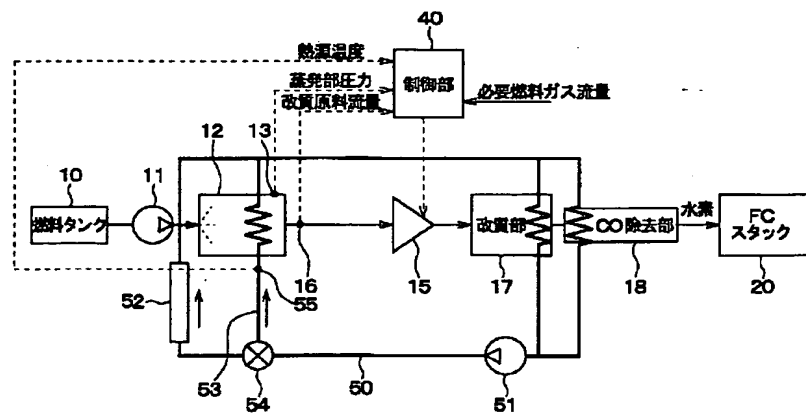 40
熱源温度
蒸発部圧力
制御部
改質原料流量
必要燃料ガス流量
12
13
10
11
燃料タンク
改質部
CO除去部
水素
FC
スタック
16
15
17
18
20
52
55
53
54
50
51